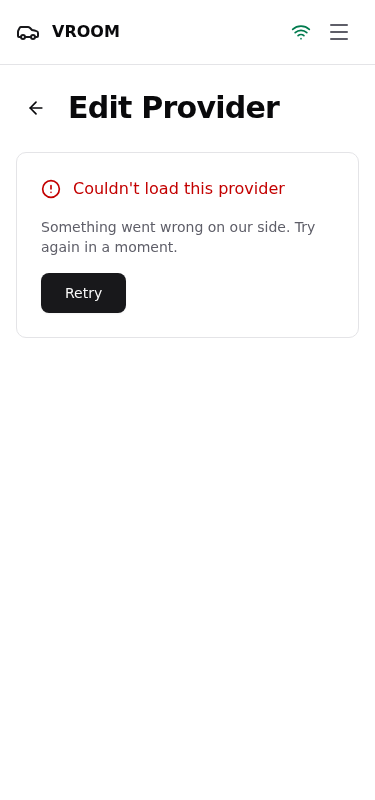 VROOM
Edit Provider
Couldn't load this provider
Something went wrong on our side. Try
again in a moment.
Retry